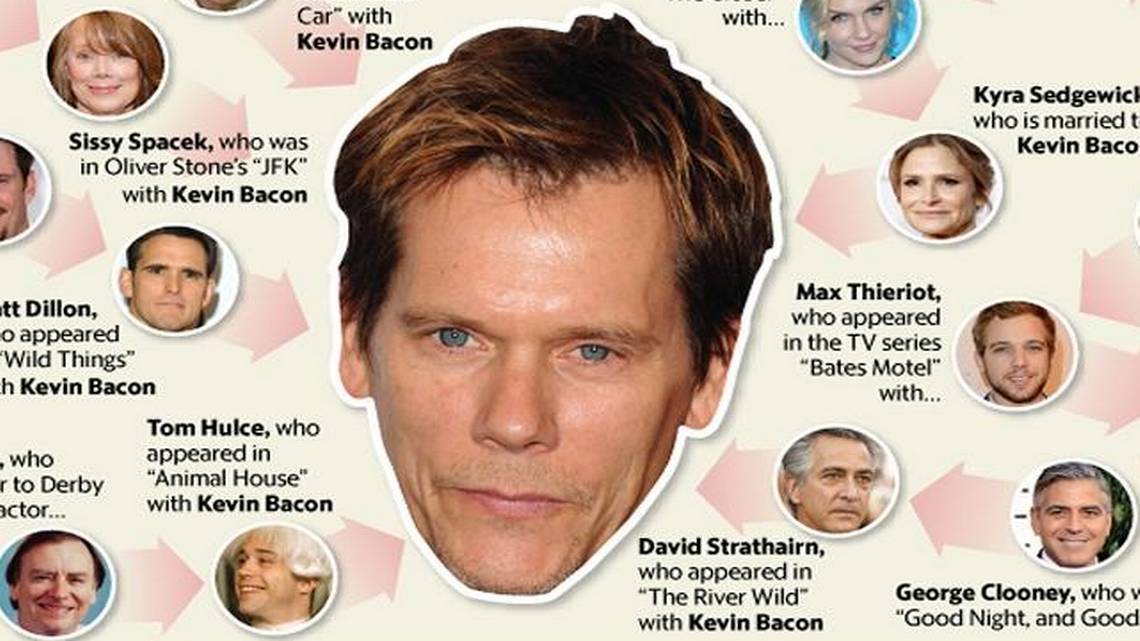 Car” with
Kevin Bacon
with...
Kyra Sedgewick
who is married
Kevin Baco
Sissy Spacek, who was
in Oliver Stone’s “JFK”
with Kevin Bacon
tt Dillon,
o appeared
“Wild Things”
h Kevin Bacon
Max Thieriot,
who appeared
in the TV series
“Bates Motel”
with...
Tom Hulce, who
appeared in
“Animal House”
with Kevin Bacon
, who
r to Derby
actor...
David Strathairn,
who appeared in
“The River Wild”
with Kevin Bacon
George Clooney, who
“Good Night, and Good